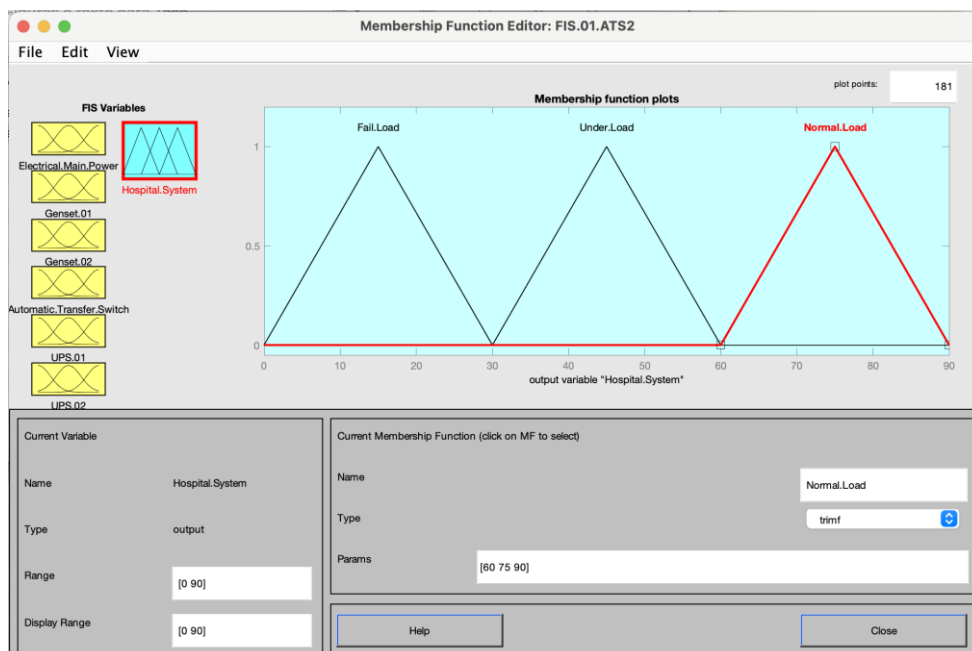 Membership Function Editor: FIS.01.ATS2
File Edit View
plot points: 181
FIS Variables
Electrical.Main.Power
Genset.01
Genset.02
Automatic.Transfer.Switch
UPS.01
UPS.02
Hospital.System
Membership function plots
Fail.Load Under.Load Normal.Load
1
0.5
0
0 10 20 30 40 50 60 70 80 90
output variable "Hospital.System"
Current Variable
Name Hospital.System
Type output
Range [0 90]
Display Range [0 90]
Current Membership Function (click on MF to select)
Name Normal.Load
Type trimf
Params [60 75 90]
Help Close